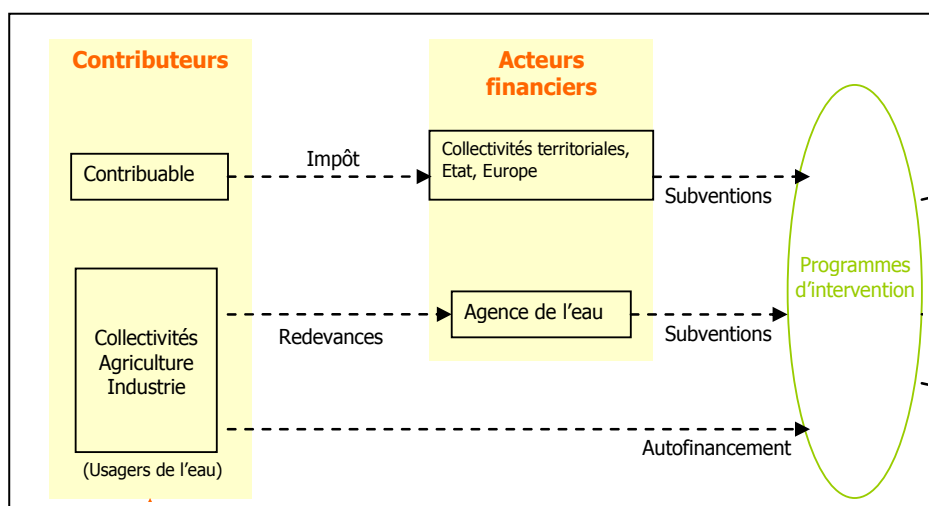 Contributeurs
Acteurs
financiers
Contribuable
Impôt
Collectivités territoriales,
Etat, Europe
Subventions
Programmes
d’intervention
Collectivités
Agriculture
Industrie
Redevances
Agence de l’eau
Subventions
Autofinancement
(Usagers de l’eau)